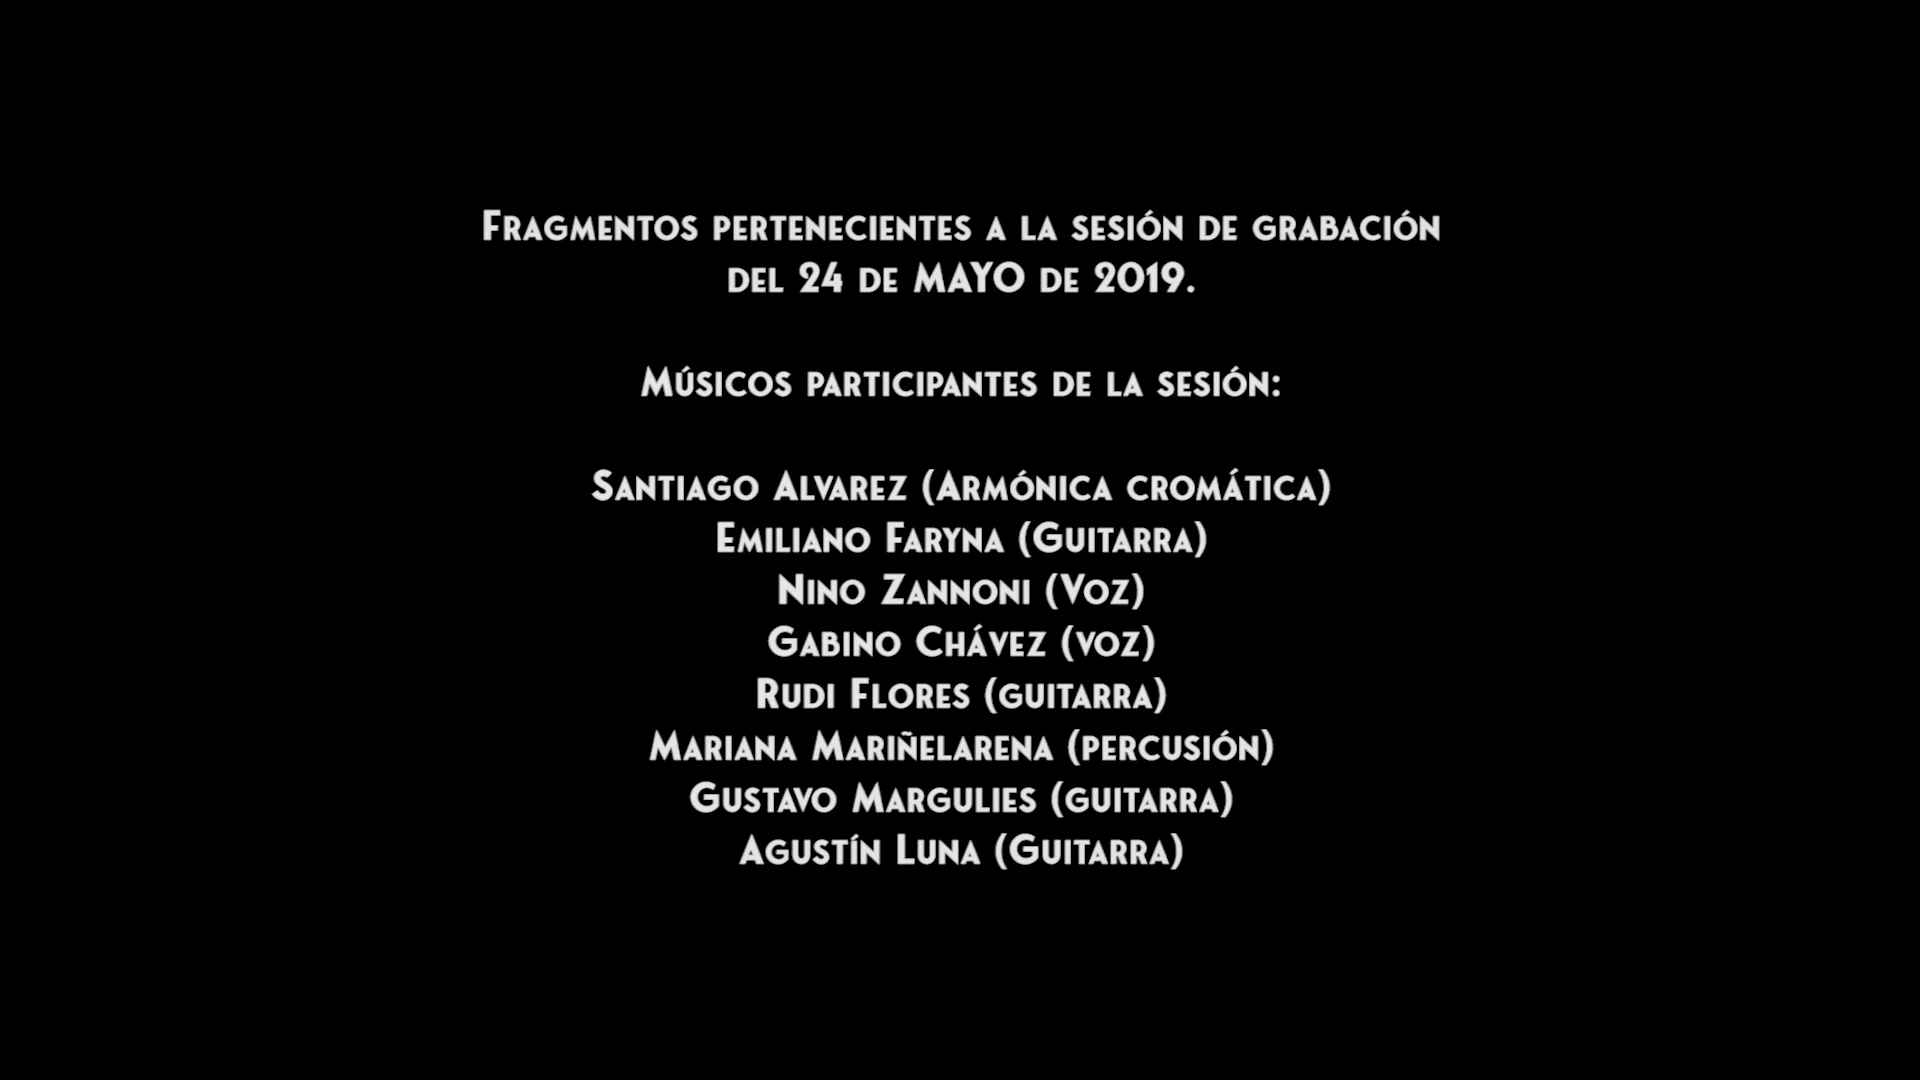 Fragmentos pertenecientes a la sesión de grabación
del 24 de MAYO de 2019.
Músicos participantes de la sesión:
Santiago Alvarez (Armónica cromática)
Emiliano Faryna (Guitarra)
Nino Zannoni (Voz)
Gabino Chávez (voz)
Rudi Flores (guitarra)
Mariana Mariñelarena (percusión)
Gustavo Margulies (guitarra)
Agustín Luna (Guitarra)